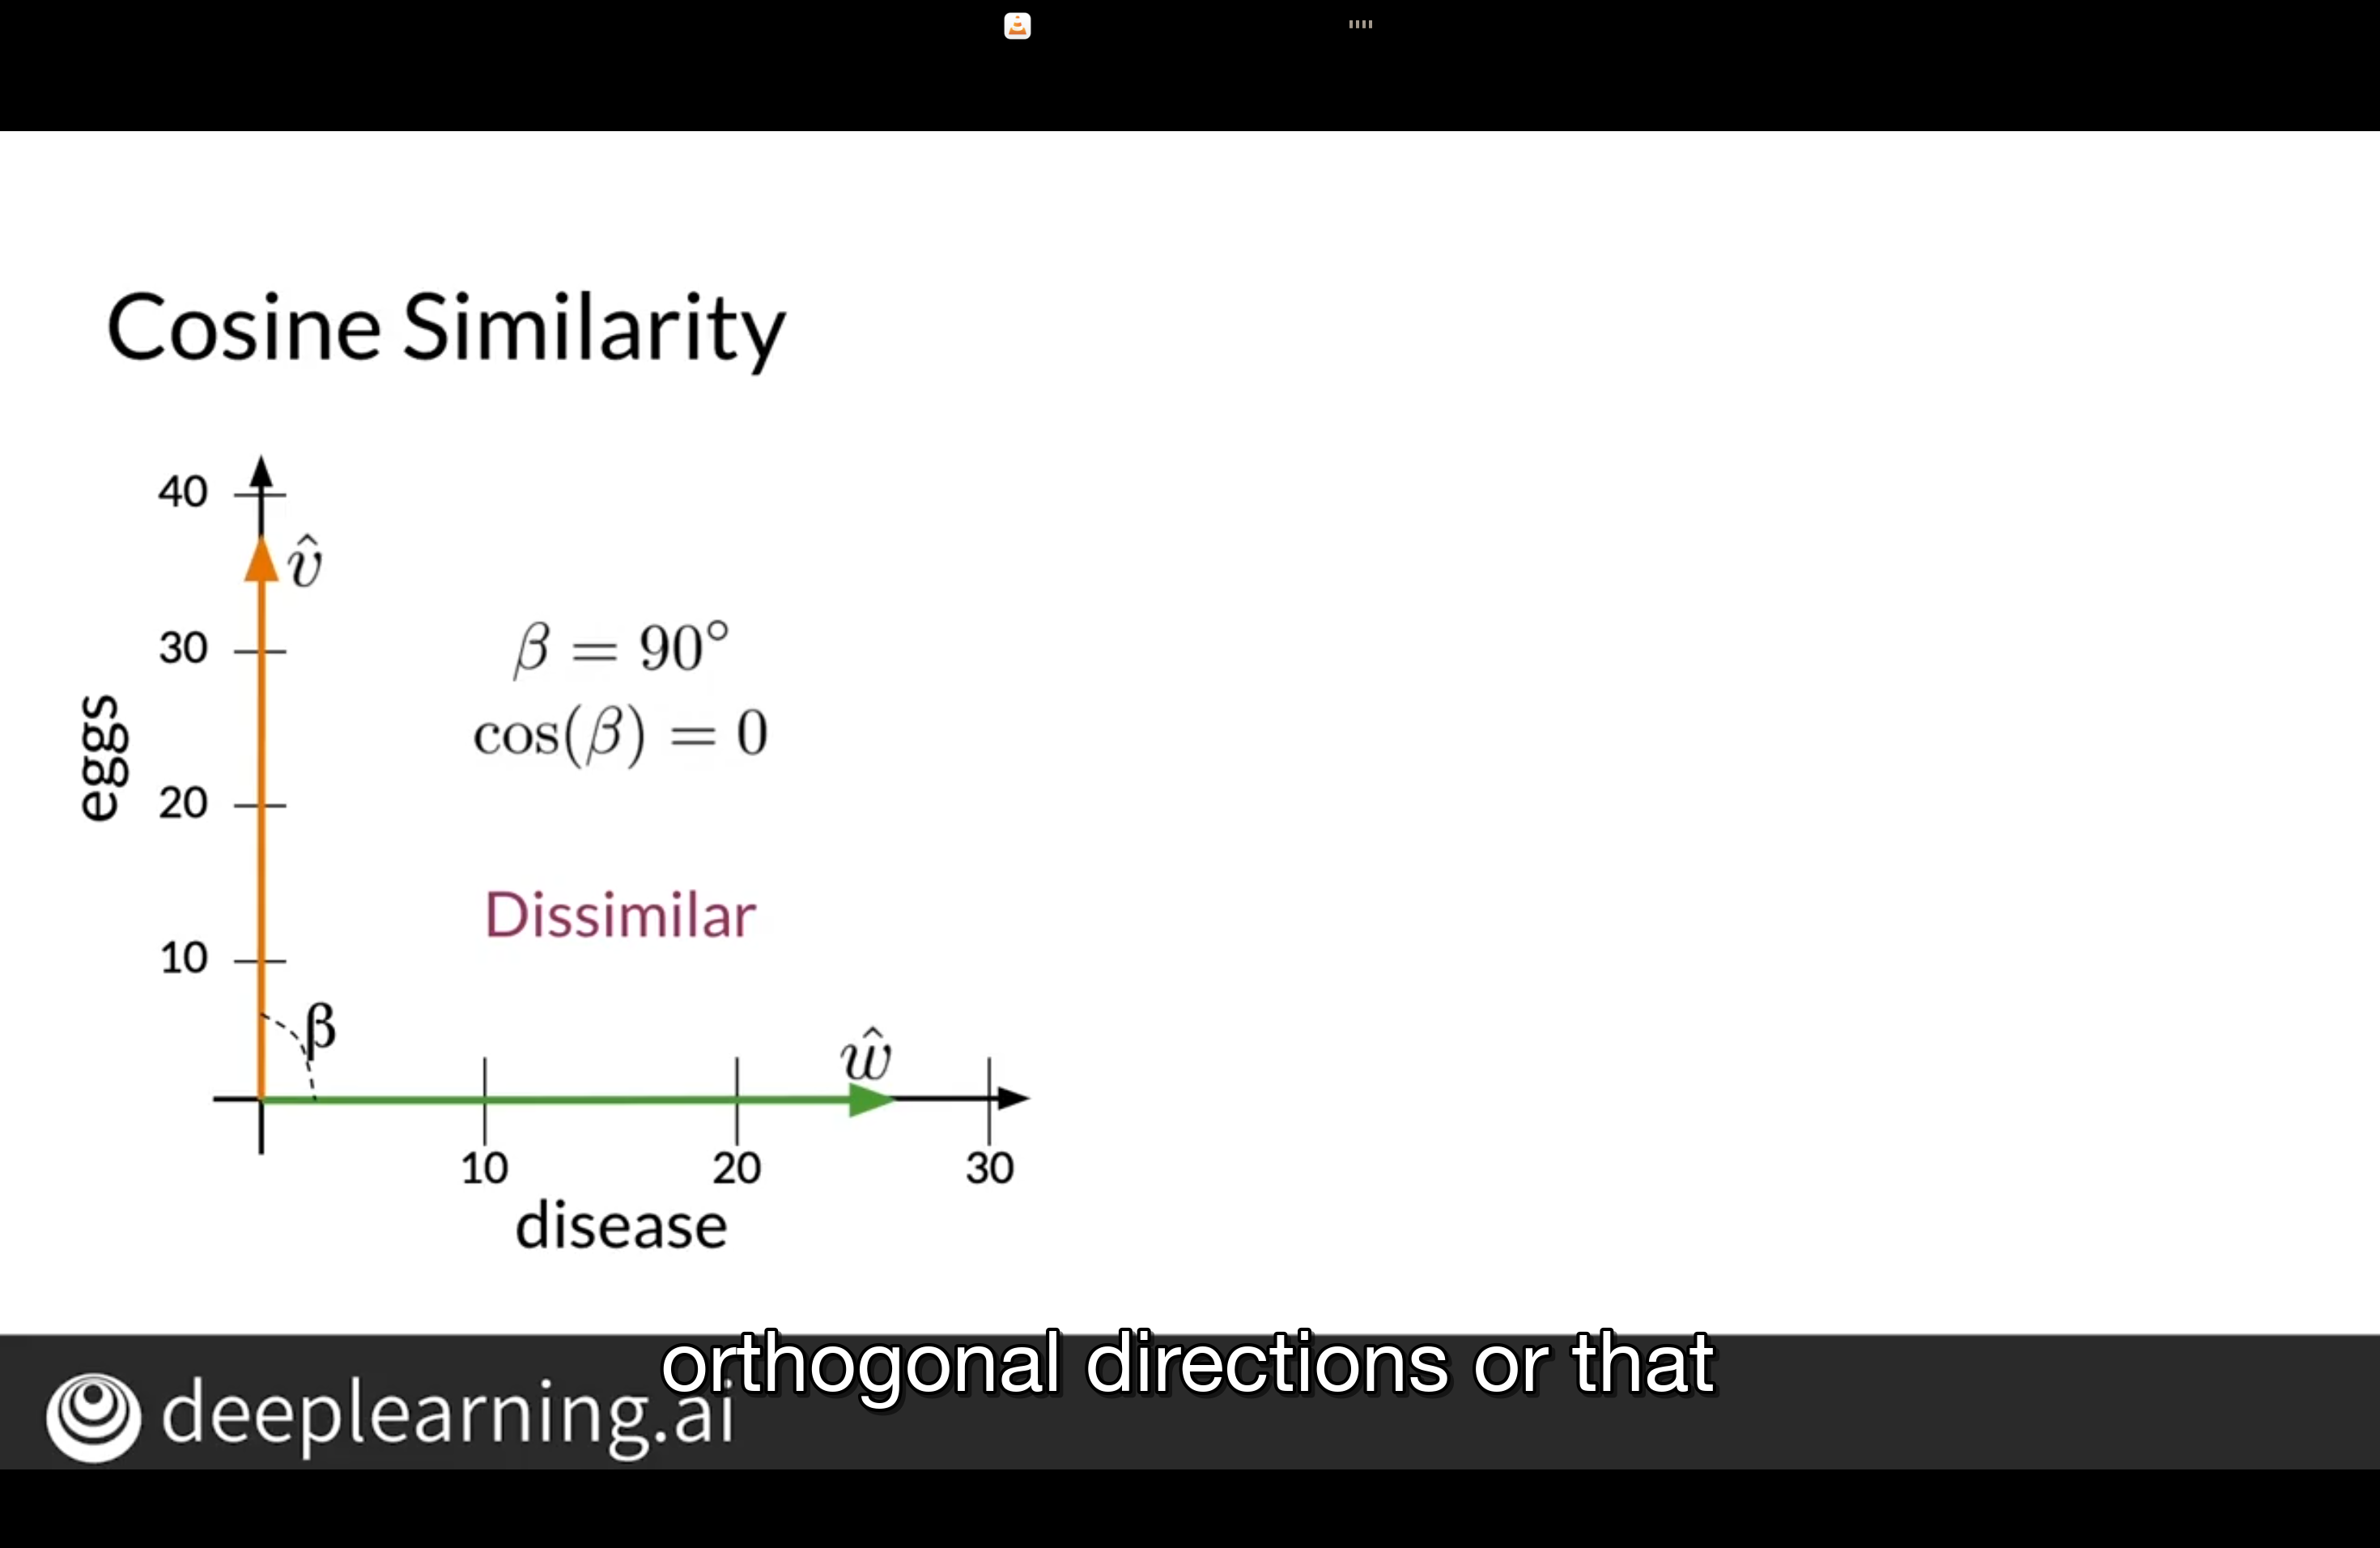 Cosine Similarity
40
v̂
30
β = 90°
cos(β) = 0
eggs
20
Dissimilar
10
β
ŵ
10 20 30
disease
orthogonal directions or that
deeplearning.ai